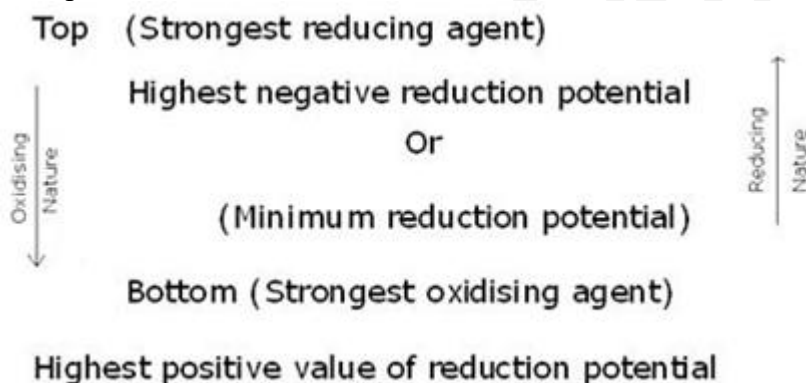 Top (Strongest reducing agent)
Highest negative reduction potential
Or
(Minimum reduction potential)
Bottom (Strongest oxidising agent)
Highest positive value of reduction potential
Oxidising
Nature
Reducing
Nature